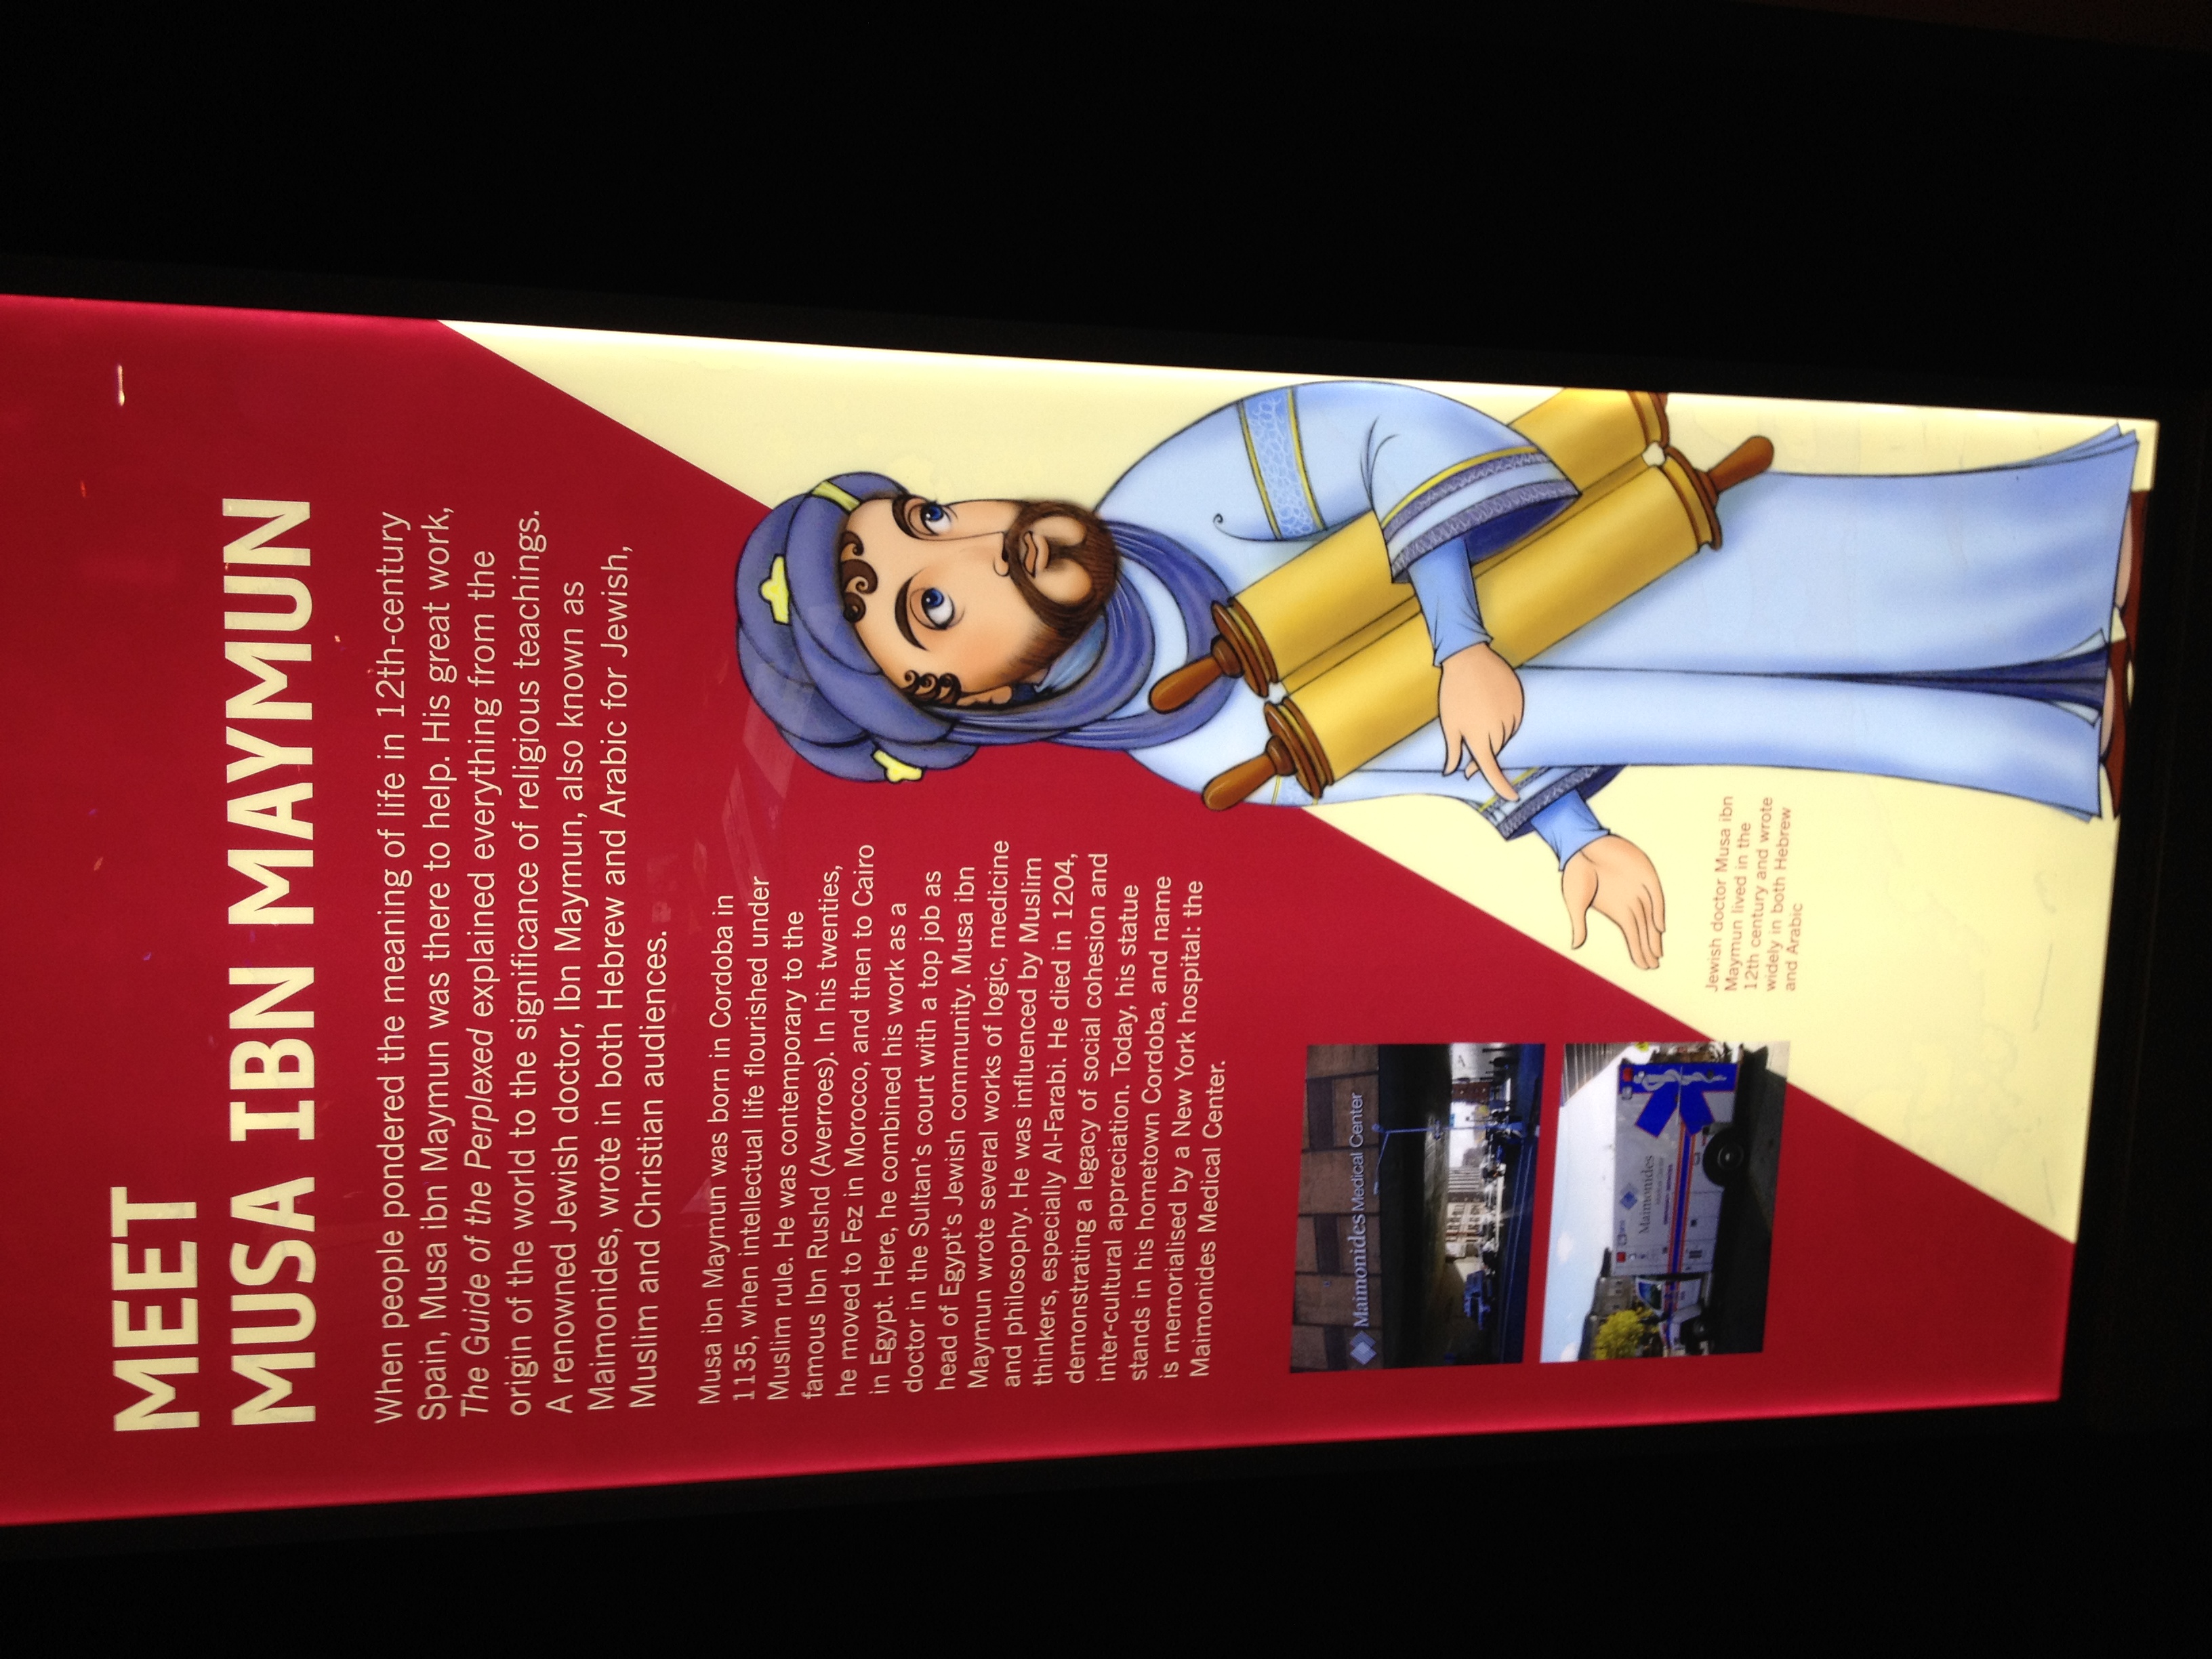 MEET
MUSA IBN MAYMUN
When people pondered the meaning of life in 12th-century
Spain, Musa ibn Maymun was there to help. His great work,
The Guide of the Perplexed explained everything from the
origin of the world to the significance of religious teachings.
A renowned Jewish doctor, Ibn Maymun, also known as
Maimonides, wrote in both Hebrew and Arabic for Jewish,
Muslim and Christian audiences.
Musa ibn Maymun was born in Cordoba in
1135, when intellectual life flourished under
Muslim rule. He was contemporary to the
famous Ibn Rushd (Averroes). In his twenties,
he moved to Fez in Morocco, and then to Cairo
in Egypt. Here, he combined his work as a
doctor in the Sultan's court with a top job as
head of Egypt's Jewish community. Musa ibn
Maymun wrote several works of logic, medicine
and philosophy. He was influenced by Muslim
thinkers, especially Al-Farabi. He died in 1204,
demonstrating a legacy of social cohesion and
inter-cultural appreciation. Today, his statue
stands in his hometown Cordoba, and name
is memorialised by a New York hospital: the
Maimonides Medical Center.
Maimonides Medical Center
Maimonides
Medical Center
Jewish doctor Musa ibn
Maymun lived in the
12th century and wrote
widely in both Hebrew
and Arabic